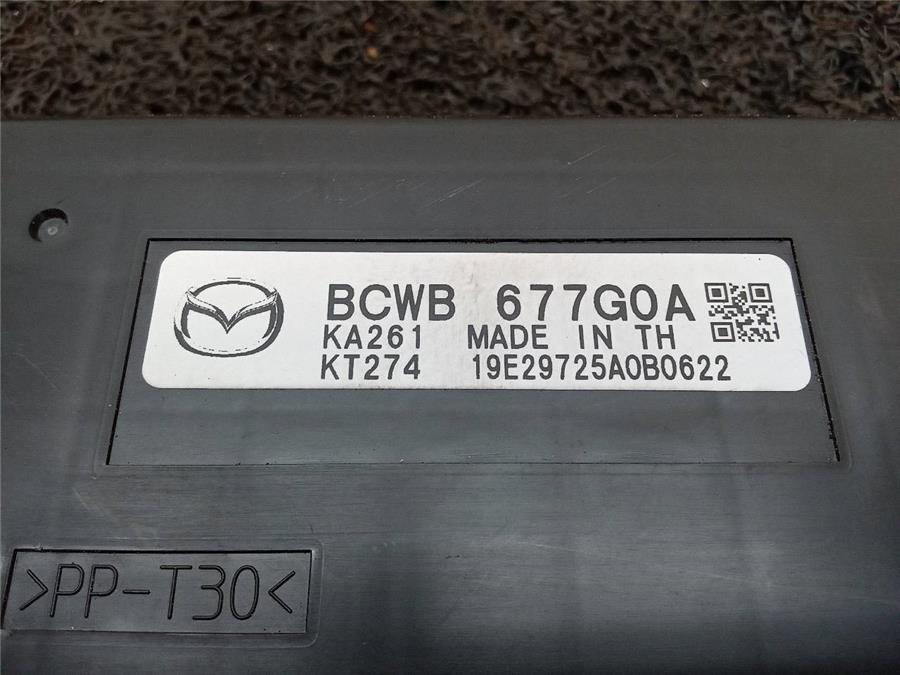 BCWB 677G0A
KA261 MADE IN TH
KT274 19E29725A0B0622
>PP-T30<